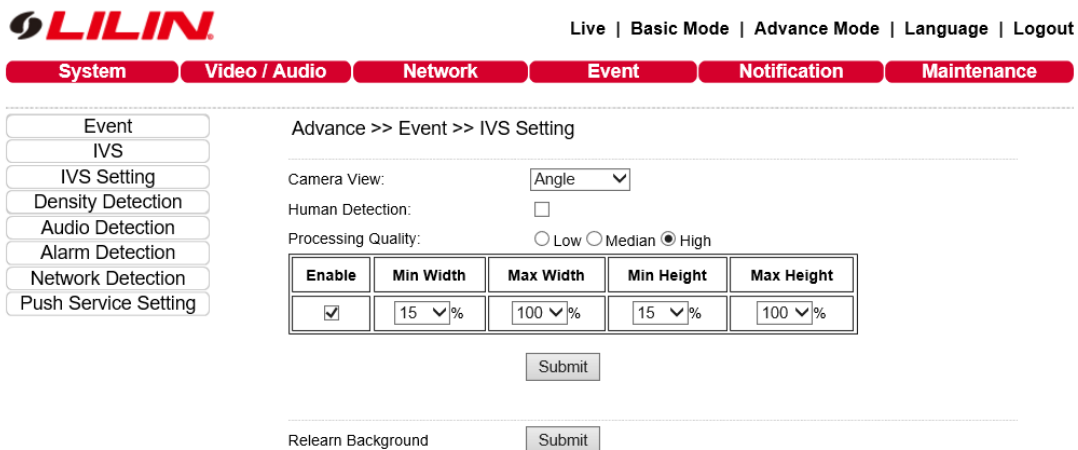 LILIN
Live | Basic Mode | Advance Mode | Language | Logout
System Video / Audio Network Event Notification Maintenance
Event
IVS
IVS Setting
Density Detection
Audio Detection
Alarm Detection
Network Detection
Push Service Setting
Advance >> Event >> IVS Setting
Camera View: Angle
Human Detection:
Processing Quality: Low Median High
Enable Min Width Max Width Min Height Max Height
15 % 100 % 15 % 100 %
Submit
Relearn Background Submit